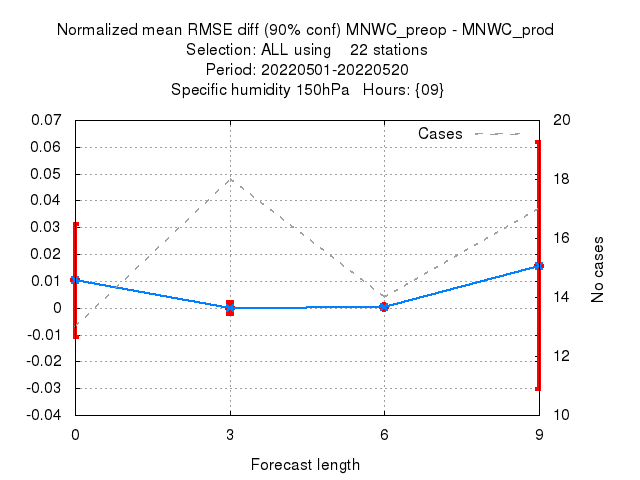 Normalized mean RMSE diff (90% conf) MNWC_preop - MNWC_prod
Selection: ALL using    22 stations
Period: 20220501-20220520
Specific humidity 150hPa   Hours: {09}
Cases
0.07
0.06
0.05
0.04
0.03
0.02
0.01
0
-0.01
-0.02
-0.03
-0.04
20
18
16
14
12
10
No cases
0 3 6 9
Forecast length